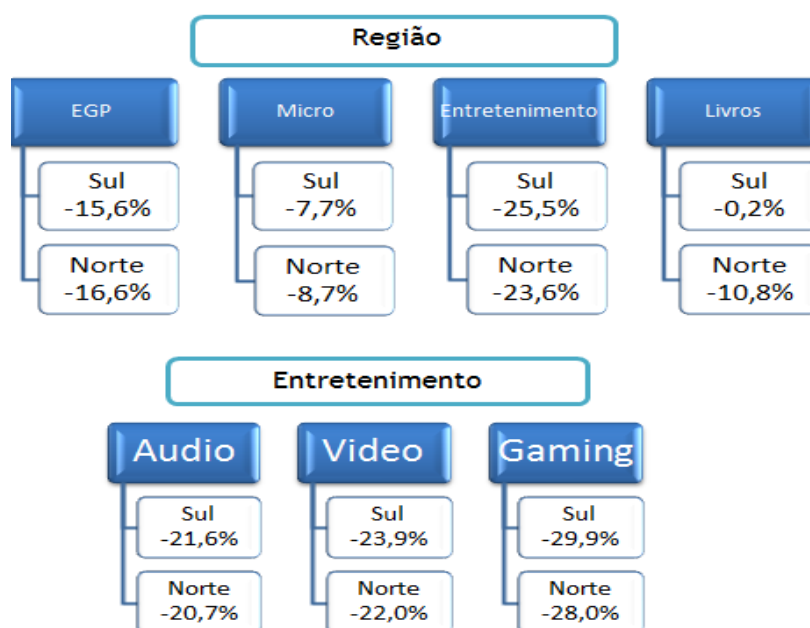 Região
EGP
Sul
-15,6%
Norte
-16,6%
Micro
Sul
-7,7%
Norte
-8,7%
Entretenimento
Sul
-25,5%
Norte
-23,6%
Livros
Sul
-0,2%
Norte
-10,8%
Entretenimento
Audio
Sul
-21,6%
Norte
-20,7%
Video
Sul
-23,9%
Norte
-22,0%
Gaming
Sul
-29,9%
Norte
-28,0%